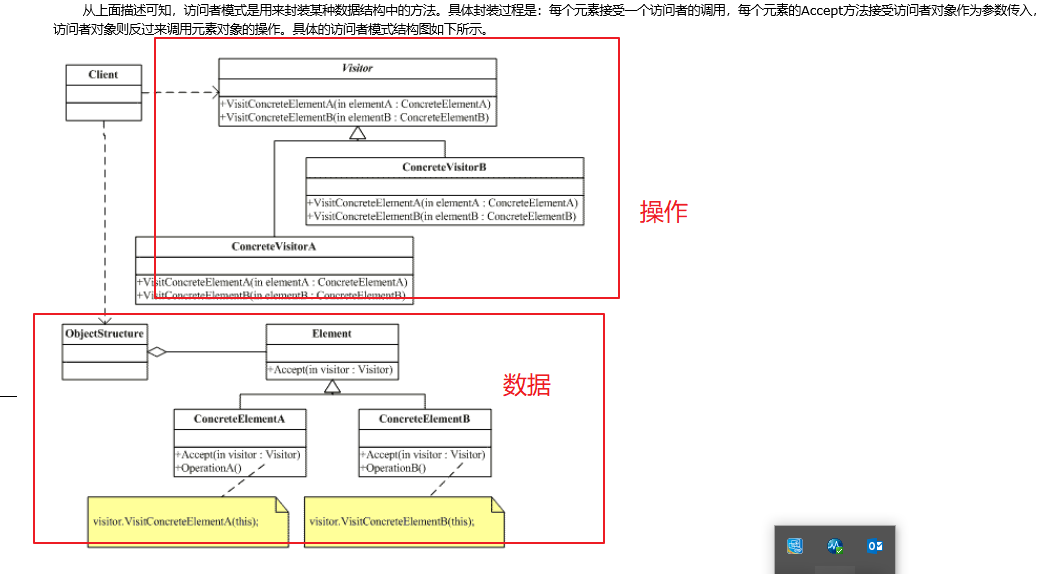 从上面描述可知，访问者模式是用来封装某种数据结构中的方法。具体封装过程是：每个元素接受一个访问者的调用，每个元素的Accept方法接受访问者对象作为参数传入，
访问者对象则反过来调用元素对象的操作。具体的访问者模式结构图如下所示。
Client
Visitor
+VisitConcreteElementA(in elementA : ConcreteElementA)
+VisitConcreteElementB(in elementB : ConcreteElementB)
ConcreteVisitorB
+VisitConcreteElementA(in elementA : ConcreteElementA)
+VisitConcreteElementB(in elementB : ConcreteElementB)
操作
ConcreteVisitorA
+VisitConcreteElementA(in elementA : ConcreteElementA)
+VisitConcreteElementB(in elementB : ConcreteElementB)
ObjectStructure
Element
+Accept(in visitor : Visitor)
数据
ConcreteElementA
+Accept(in visitor : Visitor)
+OperationA()
ConcreteElementB
+Accept(in visitor : Visitor)
+OperationB()
visitor.VisitConcreteElementA(this);
visitor.VisitConcreteElementB(this);